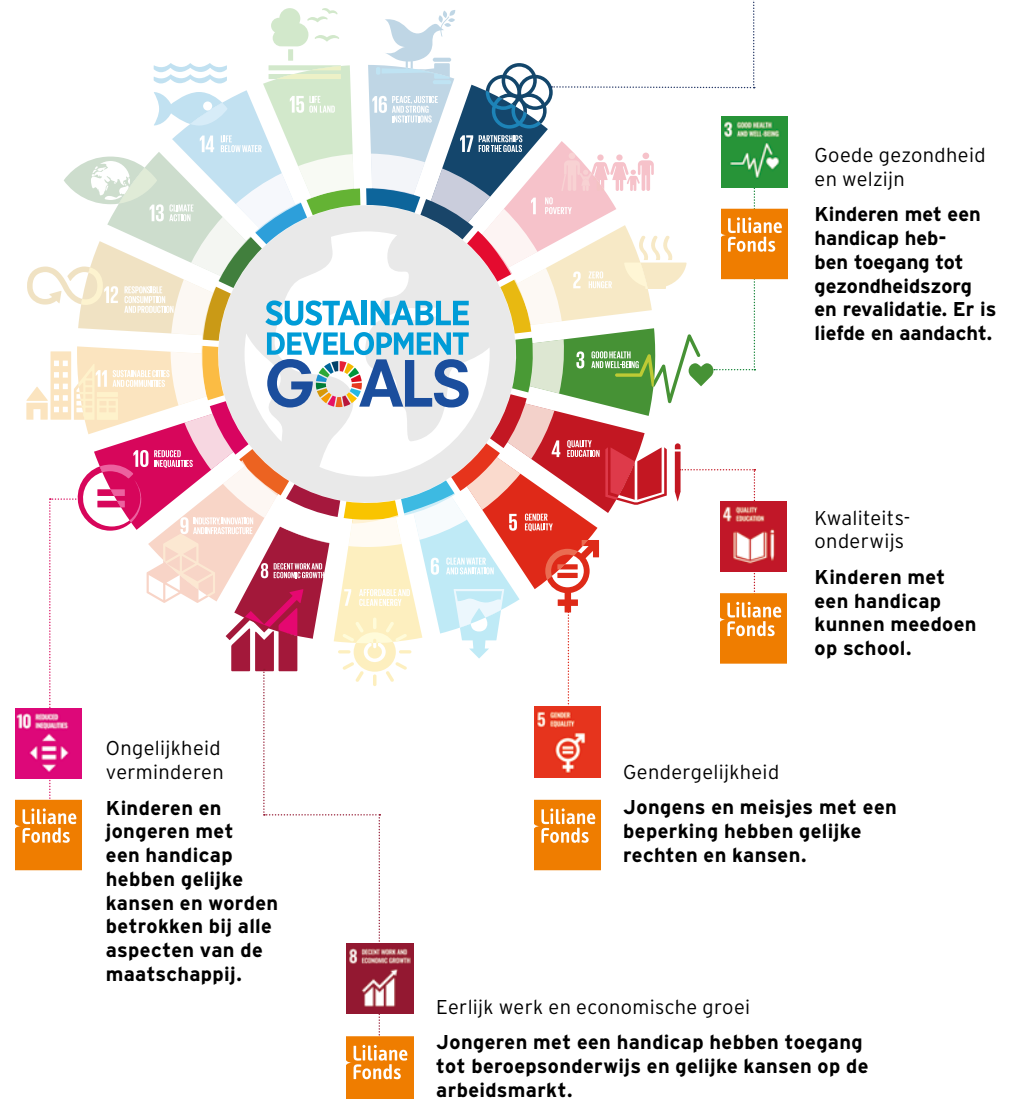 15 LIFE
ON LAND
16 PEACE, JUSTICE
AND STRONG
INSTITUTIONS
17 PARTNERSHIPS
FOR THE GOALS
14 LIFE
BELOW WATER
13 CLIMATE
ACTION
12 RESPONSIBLE
CONSUMPTION
AND PRODUCTION
11 SUSTAINABLE CITIES
AND COMMUNITIES
10 REDUCED
INEQUALITIES
9 INDUSTRY, INNOVATION
AND INFRASTRUCTURE
8 DECENT WORK AND
ECONOMIC GROWTH
7 AFFORDABLE AND
CLEAN ENERGY
6 CLEAN WATER
AND SANITATION
5 GENDER
EQUALITY
4 QUALITY
EDUCATION
3 GOOD HEALTH
AND WELL-BEING
2 ZERO
HUNGER
1 NO
POVERTY
SUSTAINABLE
DEVELOPMENT
GOALS
3 GOOD HEALTH
AND WELL-BEING
Goede gezondheid
en welzijn
Liliane
Fonds
Kinderen met een
handicap heb-
ben toegang tot
gezondheidszorg
en revalidatie. Er is
liefde en aandacht.
4 QUALITY
EDUCATION
Kwaliteits-
onderwijs
Liliane
Fonds
Kinderen met
een handicap
kunnen meedoen
op school.
5 GENDER
EQUALITY
Gendergelijkheid
Liliane
Fonds
Jongens en meisjes met een
beperking hebben gelijke
rechten en kansen.
10 REDUCED
INEQUALITIES
Ongelijkheid
verminderen
Liliane
Fonds
Kinderen en
jongeren met
een handicap
hebben gelijke
kansen en worden
betrokken bij alle
aspecten van de
maatschappij.
8 DECENT WORK AND
ECONOMIC GROWTH
Eerlijk werk en economische groei
Liliane
Fonds
Jongeren met een handicap hebben toegang
tot beroepsonderwijs en gelijke kansen op de
arbeidsmarkt.